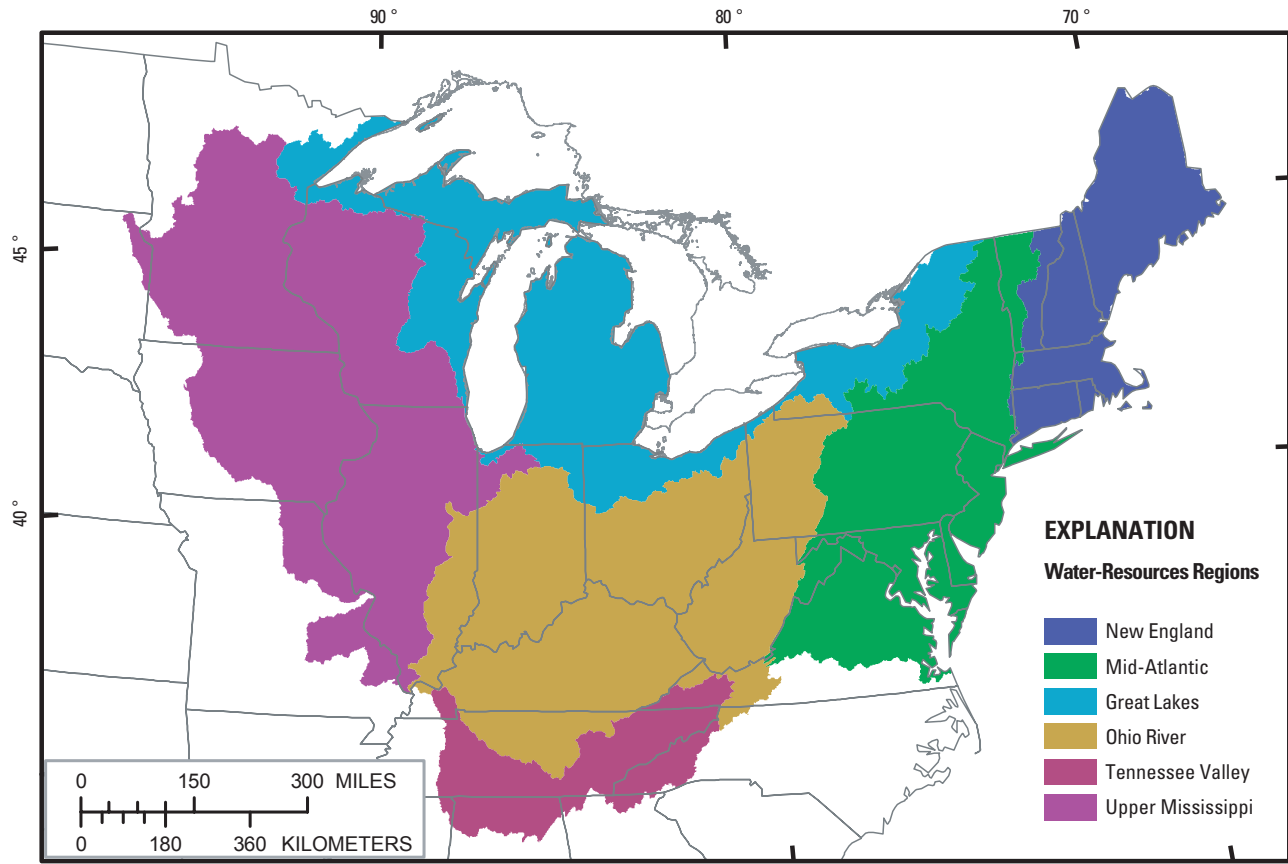 90 °
80 °
70 °
45 °
40 °
EXPLANATION
Water-Resources Regions
New England
Mid-Atlantic
Great Lakes
Ohio River
Tennessee Valley
Upper Mississippi
0 150 300 MILES
0 180 360 KILOMETERS